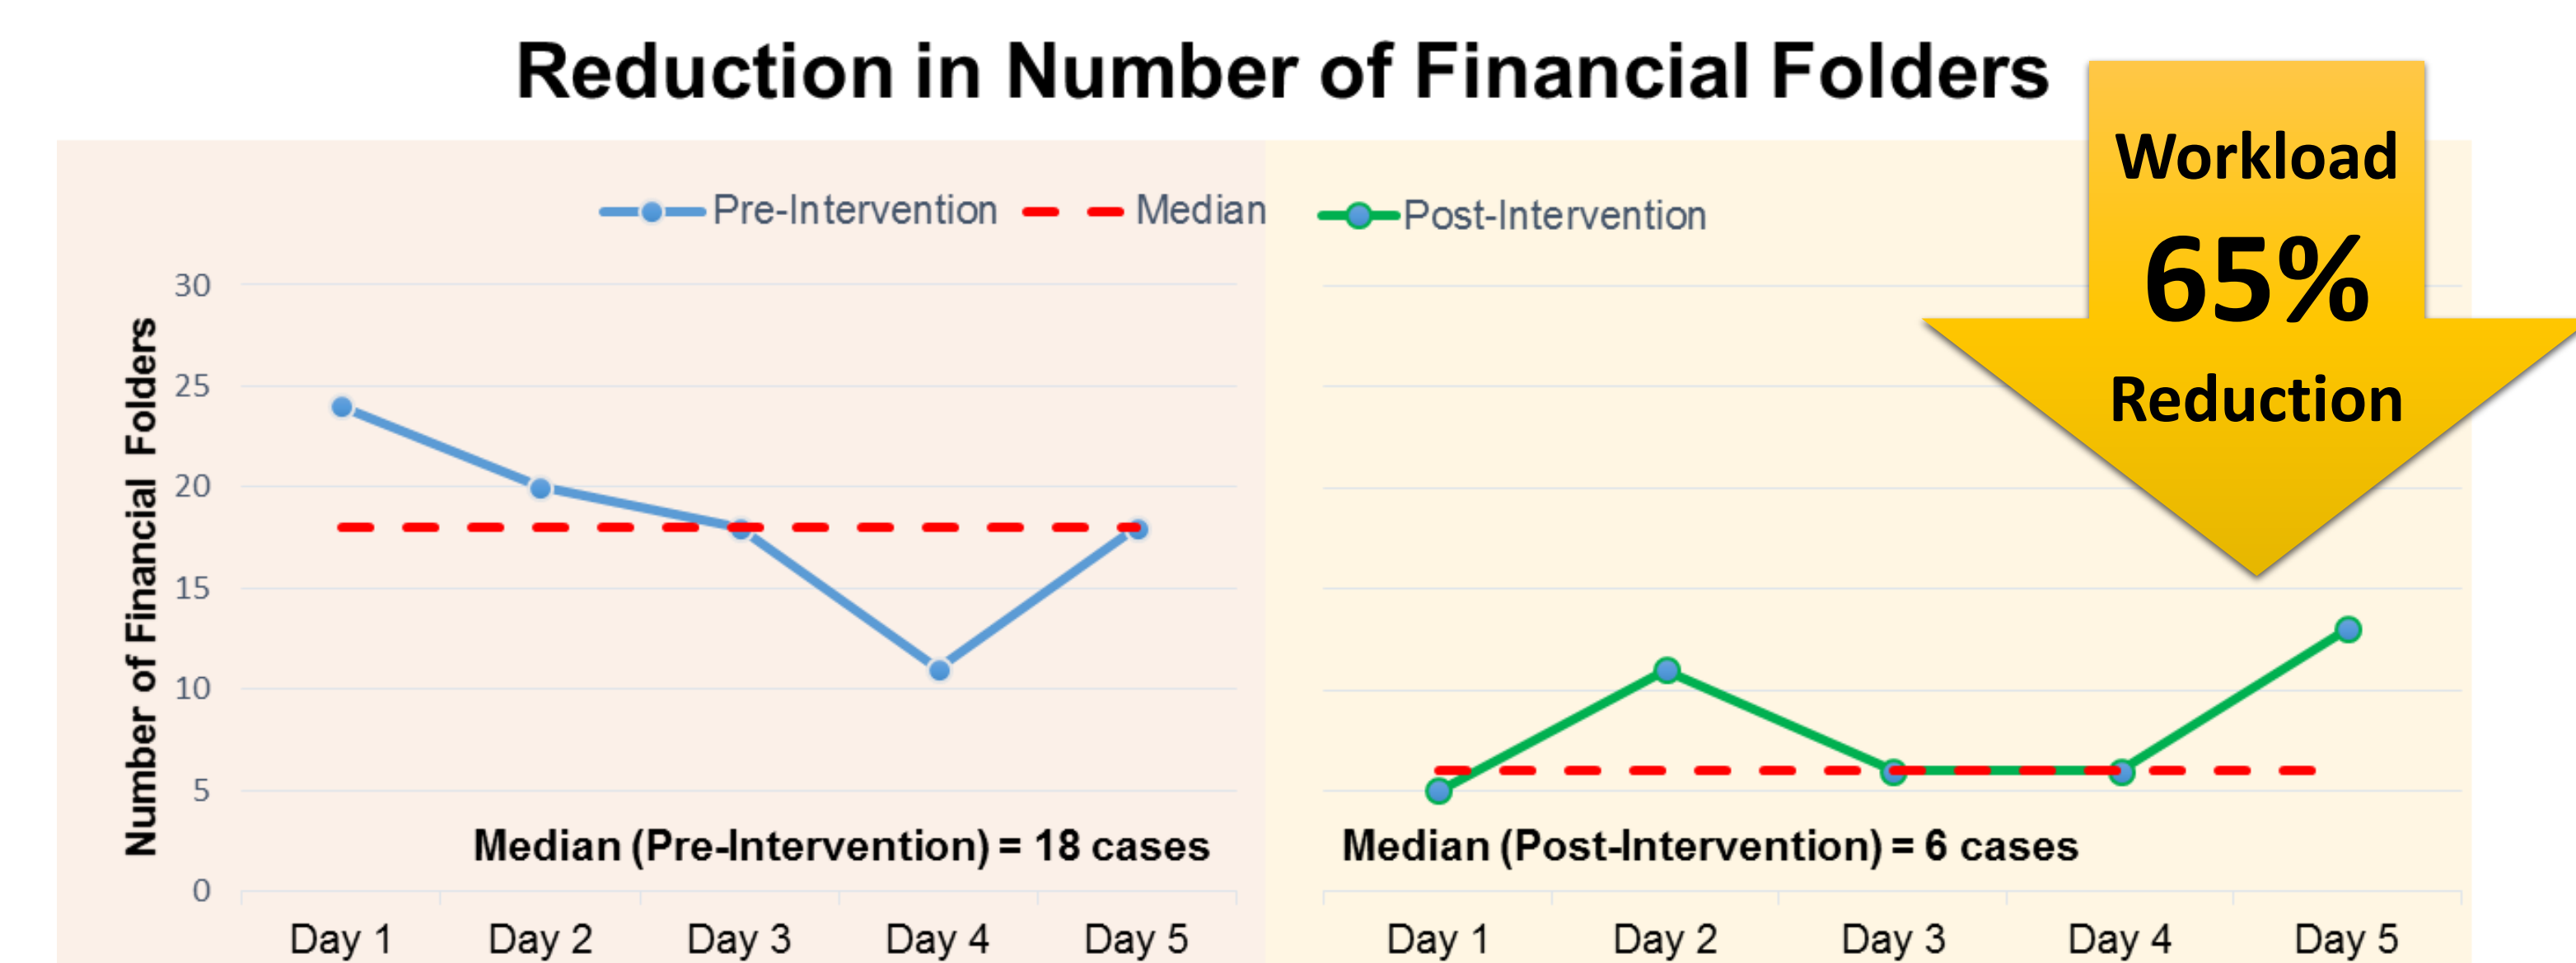 Reduction in Number of Financial Folders
Workload
65%
Reduction
Pre-Intervention Median Post-Intervention
Number of Financial Folders
30
25
20
15
10
5
0
Median (Pre-Intervention) = 18 cases
Median (Post-Intervention) = 6 cases
Day 1 Day 2 Day 3 Day 4 Day 5
Day 1 Day 2 Day 3 Day 4 Day 5